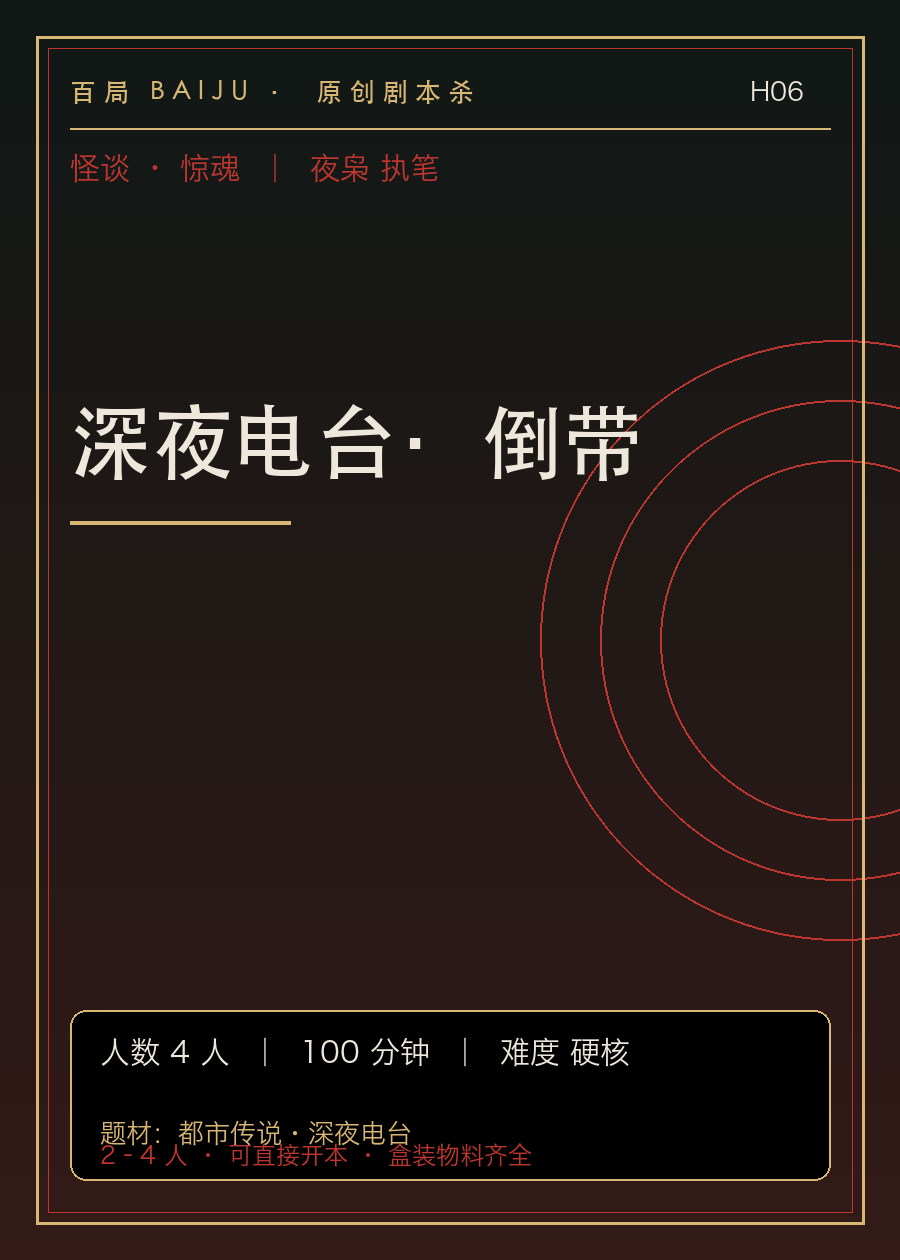 百局 BAIJU · 原创剧本杀 H06
怪谈 · 惊魂 | 夜枭 执笔
深夜电台· 倒带
人数 4 人 | 100 分钟 | 难度 硬核
题材: 都市传说·深夜电台
2-4 人 · 可直接开本 · 盒装物料齐全